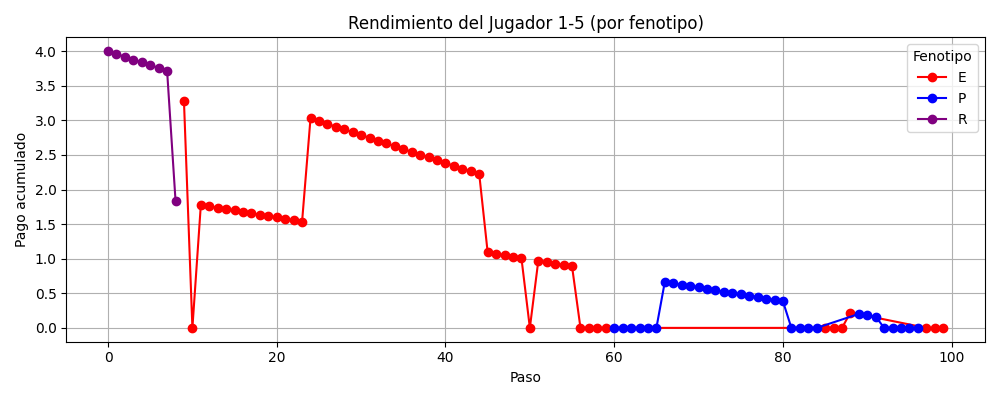 Rendimiento del Jugador 1-5 (por fenotipo)
Pago acumulado
4.0
3.5
3.0
2.5
2.0
1.5
1.0
0.5
0.0
Fenotipo
E
P
R
0 20 40 60 80 100
Paso